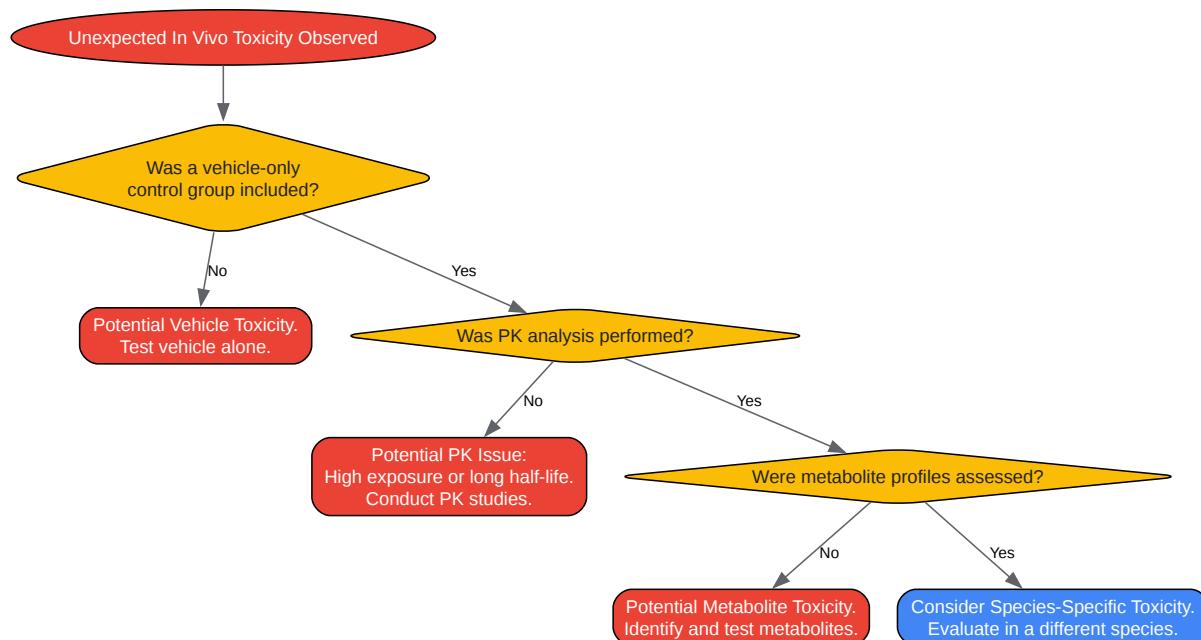 Unexpected In Vivo Toxicity Observed
Was a vehicle-only
control group included?
No
Yes
Potential Vehicle Toxicity.
Test vehicle alone.
Was PK analysis performed?
No
Yes
Potential PK Issue:
High exposure or long half-life.
Conduct PK studies.
Were metabolite profiles assessed?
No
Yes
Potential Metabolite Toxicity.
Identify and test metabolites.
Consider Species-Specific Toxicity.
Evaluate in a different species.